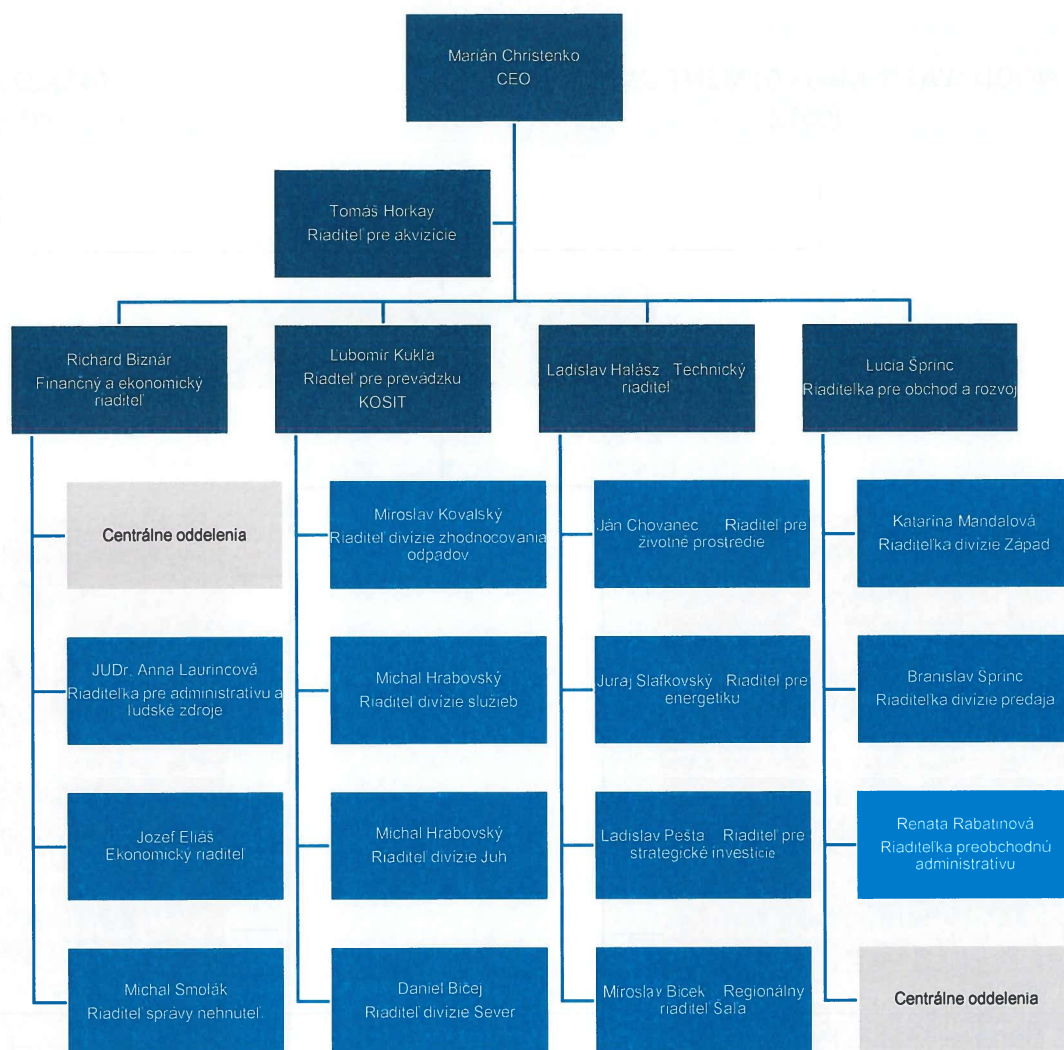 Marián Christenko
CEO
Tomáš Horkay
Riaditeľ pre akvizície
Richard Biznár
Finančný a ekonomický
riaditeľ
Ľubomír Kukľa
Riadteľ pre prevádzku
KOSIT
Ladislav Halász Technický
riaditel
Lucia Šprinc
Riaditeľka pre obchod a rozvoj
Centrálne oddelenia
Miroslav Kovalský
Riaditeľ divízie zhodnocovania
odpadov
Ján Chovanec Riaditeľ pre
životné prostredie
Katarína Mandalová
Riaditeľka divízie Západ
JUDr. Anna Laurincová
Riaditeľka pre administratívu a
ľudské zdroje
Michal Hrabovský
Riaditeľ divízie služieb
Juraj Slafkovský Riaditeľ pre
energetiku
Branislav Šprinc
Riaditeľka divízie predaja
Jozef Eliáš
Ekonomický riaditeľ
Michal Hrabovský
Riaditeľ divízie Juh
Ladislav Pešta Riaditeľ pre
strategické investície
Renata Rabatinová
Riaditeľka preobchodnú
administratívu
Michal Smolák
Riaditeľ správy nehnuteľ.
Daniel Bičej
Riaditeľ divízie Sever
Miroslav Bicek Regionálny
riaditeľ Šaľa
Centrálne oddelenia